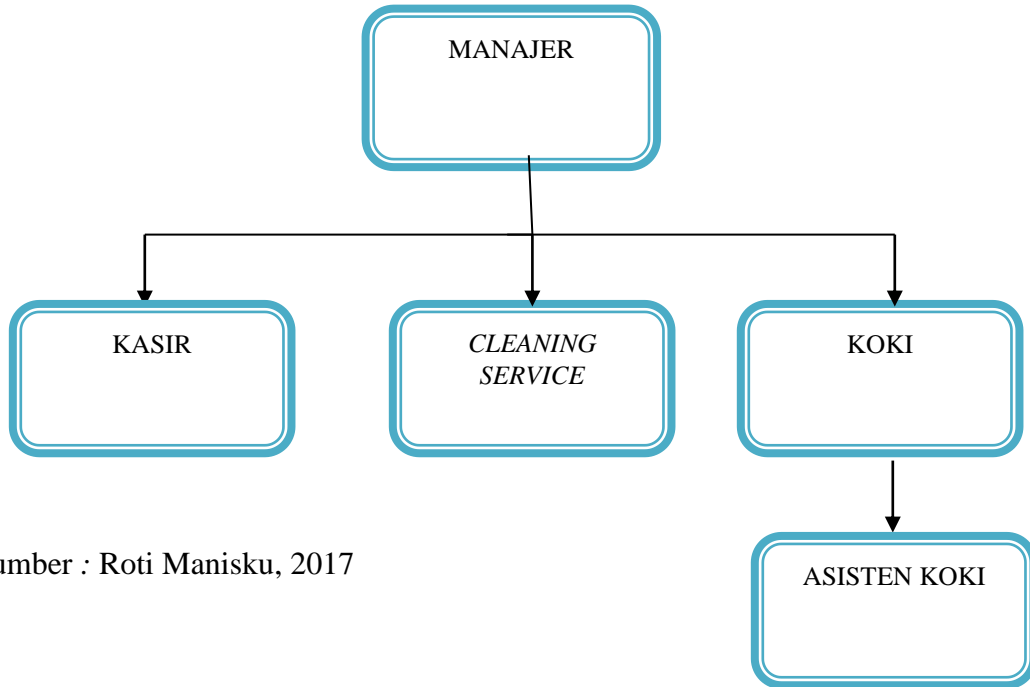 MANAJER
KASIR
CLEANING
SERVICE
KOKI
umber : Roti Manisku, 2017
ASISTEN KOKI